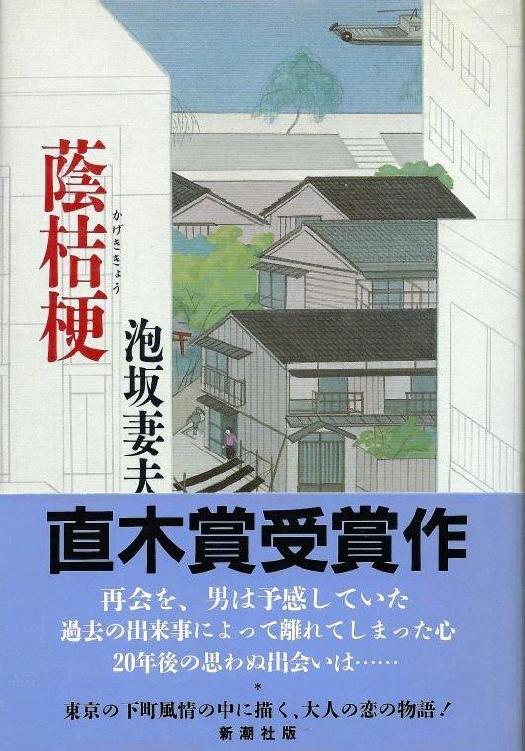 蔭桔梗
かげききょう
泡坂妻夫
直木賞受賞作
再会を、男は予感していた
過去の出来事によって離れてしまった心
20年後の思わぬ出会いは……
*
東京の下町風情の中に描く、大人の恋の物語!
新潮社版